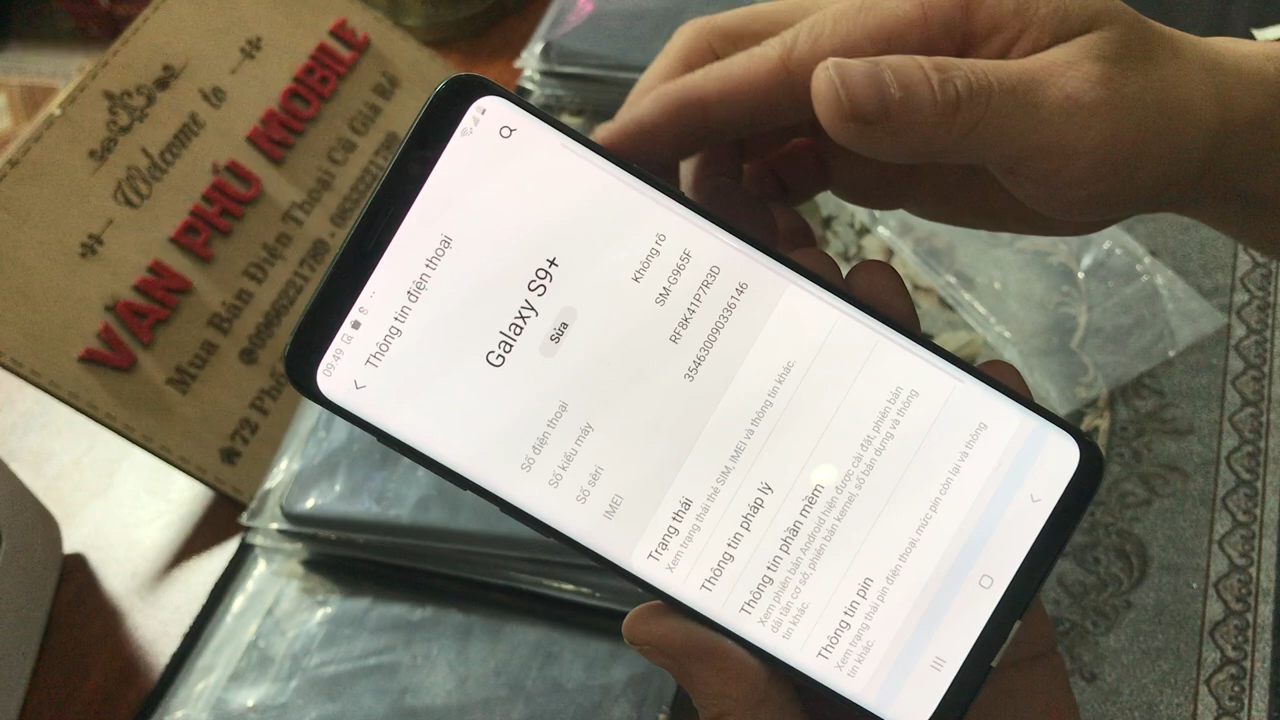 Welcome to
VĂN PHÚ MOBILE
Mua Bán Điện Thoại Cũ Giá Rẻ
72 Phố
09:49
Thông tin điện thoại
Galaxy S9+
Sửa
Số điện thoại Không rõ
Số kiểu máy SM-G965F
Số sêri RF8K41P7R3D
IMEI 354630090336146
Trạng thái
Xem trạng thái thẻ SIM, IMEI và thông tin khác.
Thông tin pháp lý
Thông tin phần mềm
Xem phiên bản Android hiện được cài đặt, phiên bản
dải tần cơ sở, phiên bản kernel, số bản dựng và thông
tin khác.
Thông tin pin
Xem trạng thái pin điện thoại, mức pin còn lại và thông
tin khác.